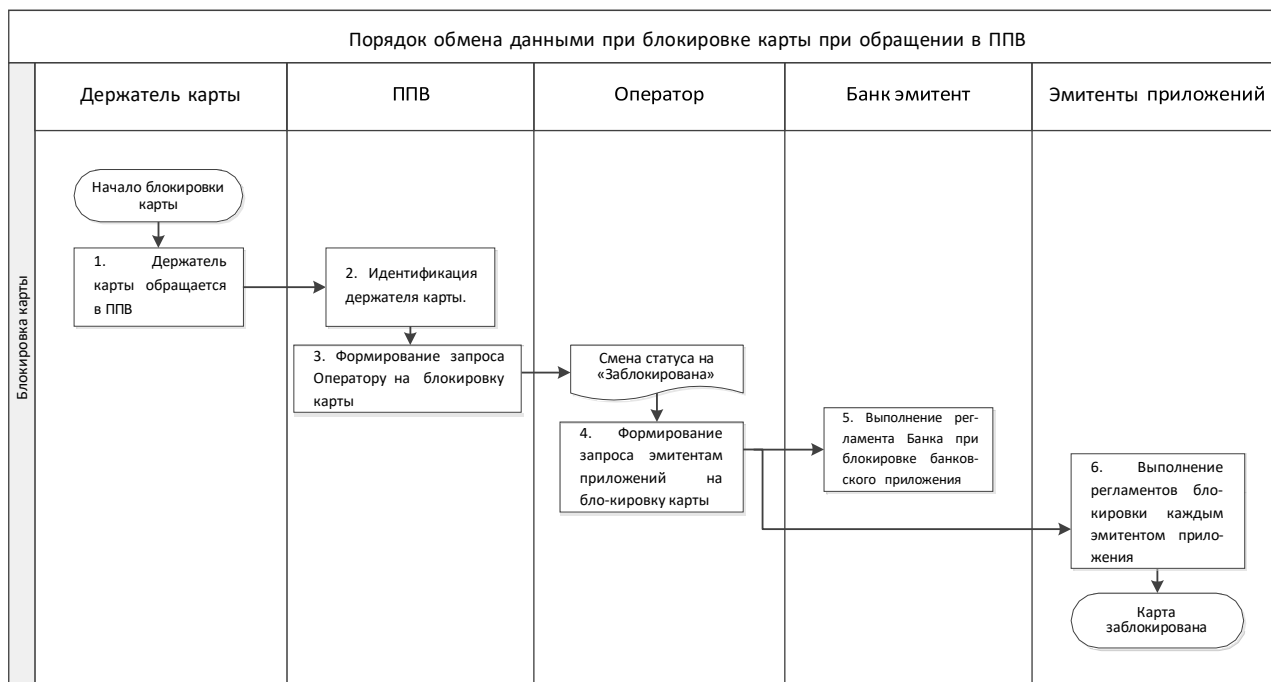 Порядок обмена данными при блокировке карты при обращении в ППВ
Блокировка карты
Держатель карты
ППВ
Оператор
Банк эмитент
Эмитенты приложений
Начало блокировки
карты
1. Держатель
карты обращается
в ППВ
2. Идентификация
держателя карты.
3. Формирование запроса
Оператору на блокировку
карты
Смена статуса на
«Заблокирована»
4. Формирование
запроса эмитентам
приложений на
бло-кировку карты
5. Выполнение рег-
ламента Банка при
блокировке банков-
ского приложения
6. Выполнение
регламентов бло-
кировки каждым
эмитентом прило-
жения
Карта
заблокирована